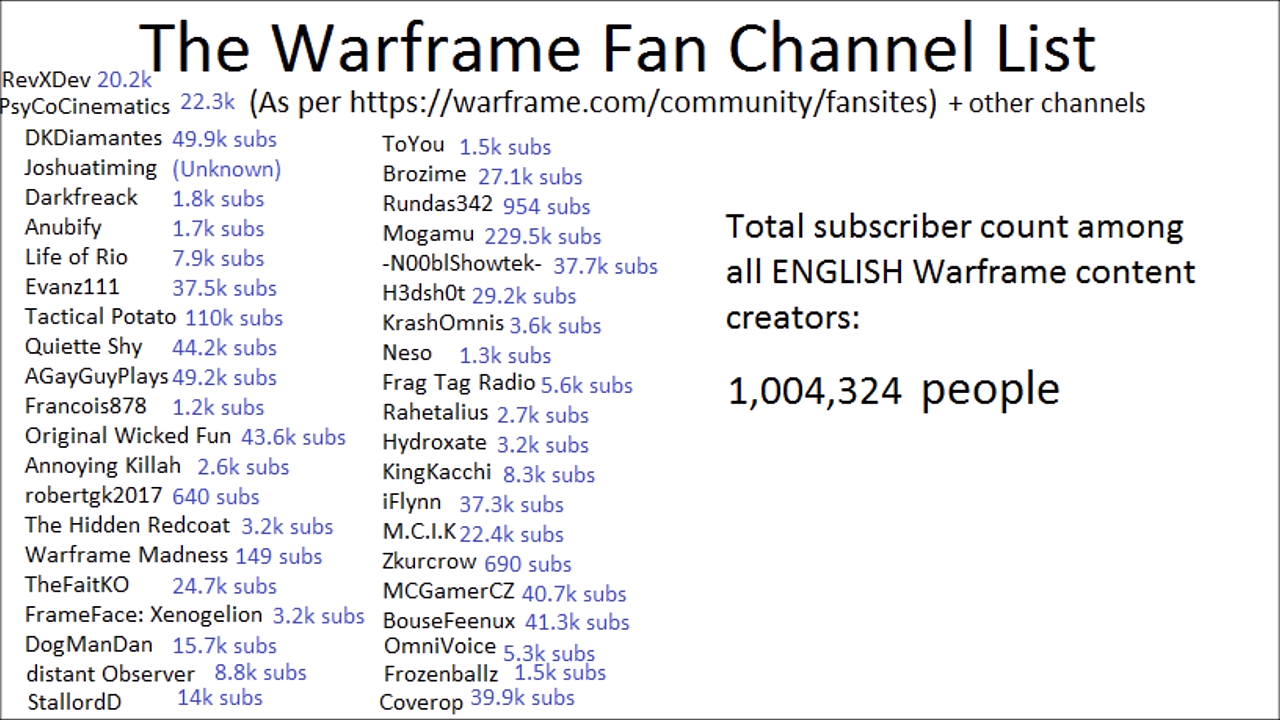 The Warframe Fan Channel List
RevXDev 20.2k
PsyCoCinematics 22.3k
(As per https://warframe.com/community/fansites) + other channels
DKDiamantes 49.9k subs
Joshuatiming (Unknown)
Darkfreack 1.8k subs
Anubify 1.7k subs
Life of Rio 7.9k subs
Evanz111 37.5k subs
Tactical Potato 110k subs
Quiette Shy 44.2k subs
AGayGuyPlays 49.2k subs
Francois878 1.2k subs
Original Wicked Fun 43.6k subs
Annoying Killah 2.6k subs
robertgk2017 640 subs
The Hidden Redcoat 3.2k subs
Warframe Madness 149 subs
TheFaitKO 24.7k subs
FrameFace: Xenogelion 3.2k subs
DogManDan 15.7k subs
distant Observer 8.8k subs
StallordD 14k subs
ToYou 1.5k subs
Brozime 27.1k subs
Rundas342 954 subs
Mogamu 229.5k subs
-N00blShowtek- 37.7k subs
H3dsh0t 29.2k subs
KrashOmnis 3.6k subs
Neso 1.3k subs
Frag Tag Radio 5.6k subs
Rahetalius 2.7k subs
Hydroxate 3.2k subs
KingKacchi 8.3k subs
iFlynn 37.3k subs
M.C.I.K 22.4k subs
Zkurcrow 690 subs
MCGamerCZ 40.7k subs
BouseFeenux 41.3k subs
OmniVoice 5.3k subs
Frozenballz 1.5k subs
Coverop 39.9k subs
Total subscriber count among
all ENGLISH Warframe content
creators:
1,004,324 people